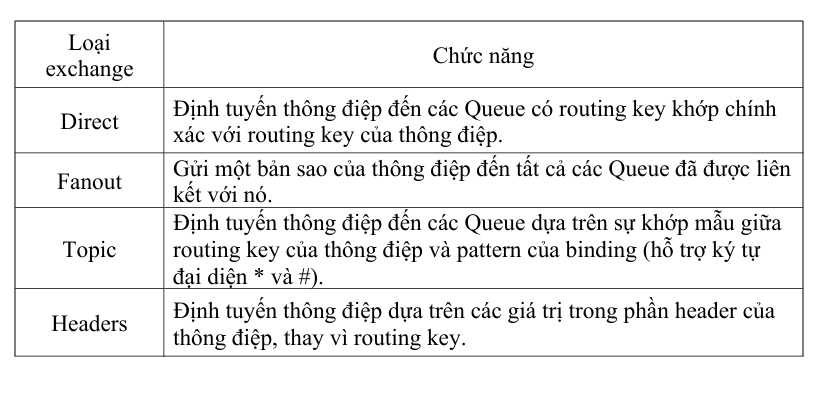 Loại
exchange
Chức năng
Direct
Định tuyến thông điệp đến các Queue có routing key khớp chính
xác với routing key của thông điệp.
Fanout
Gửi một bản sao của thông điệp đến tất cả các Queue đã được liên
kết với nó.
Topic
Định tuyến thông điệp đến các Queue dựa trên sự khớp mẫu giữa
routing key của thông điệp và pattern của binding (hỗ trợ ký tự
đại diện * và #).
Headers
Định tuyến thông điệp dựa trên các giá trị trong phần header của
thông điệp, thay vì routing key.